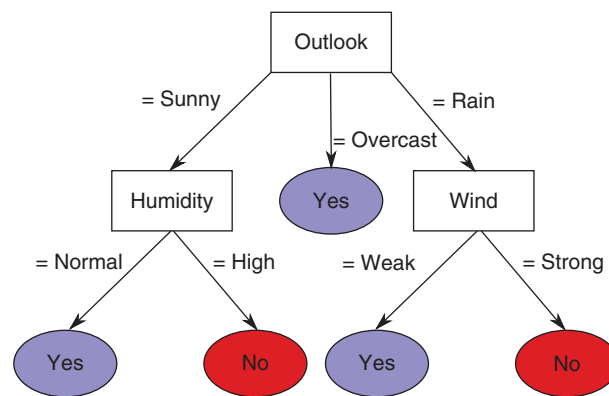 Outlook
= Sunny
= Rain
= Overcast
Humidity
Yes
Wind
= Normal
= High
= Weak
= Strong
Yes
No
Yes
No